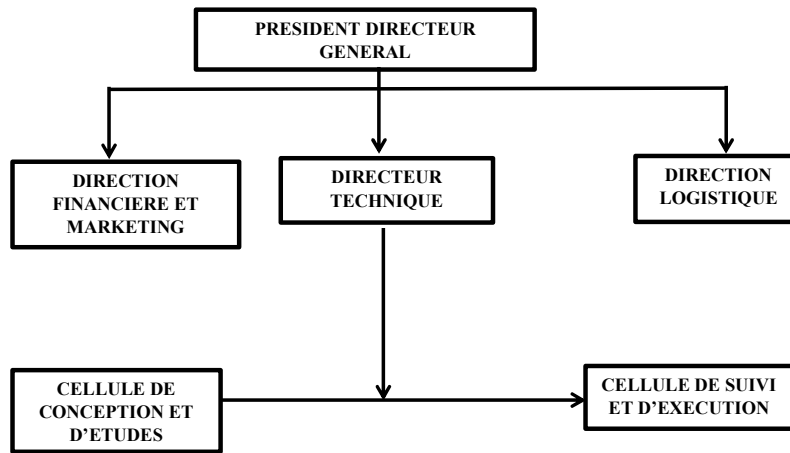 PRESIDENT DIRECTEUR
GENERAL
DIRECTION
FINANCIERE ET
MARKETING
DIRECTEUR
TECHNIQUE
DIRECTION
LOGISTIQUE
CELLULE DE
CONCEPTION ET
D'ETUDES
CELLULE DE SUIVI
ET D'EXECUTION